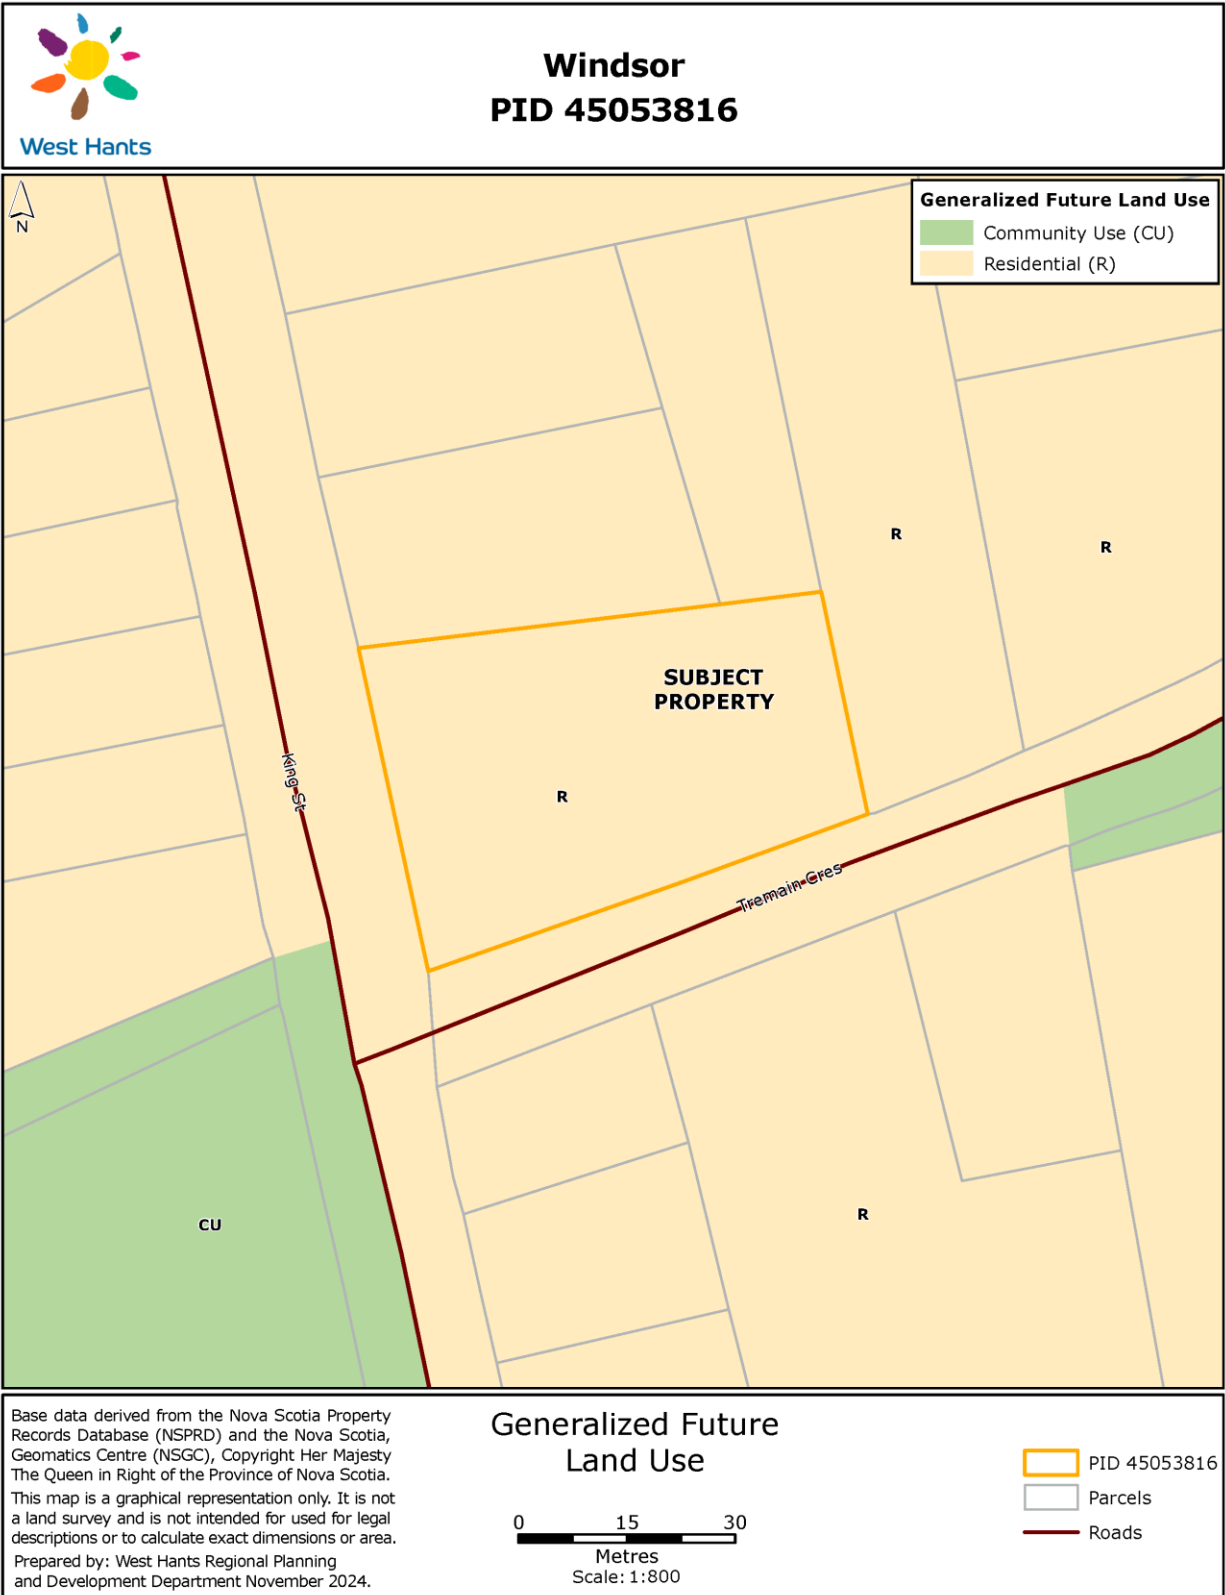 West Hants
Windsor
PID 45053816
N
Generalized Future Land Use
Community Use (CU)
Residential (R)
R
R
SUBJECT
PROPERTY
King St
R
Tremain Cres
CU
R
Base data derived from the Nova Scotia Property
Records Database (NSPRD) and the Nova Scotia,
Geomatics Centre (NSGC), Copyright Her Majesty
The Queen in Right of the Province of Nova Scotia.
This map is a graphical representation only. It is not
a land survey and is not intended for used for legal
descriptions or to calculate exact dimensions or area.
Prepared by: West Hants Regional Planning
and Development Department November 2024.
Generalized Future
Land Use
0 15 30
Metres
Scale: 1:800
PID 45053816
Parcels
Roads